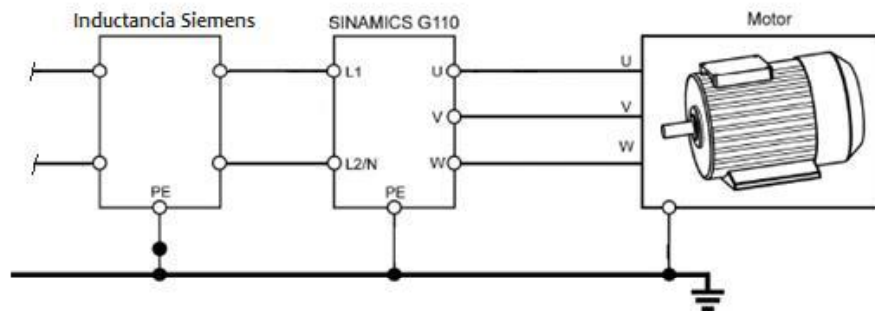 Inductancia Siemens
SINAMICS G110
Motor
L1
U
U
V
V
W
L2/N
W
PE
PE